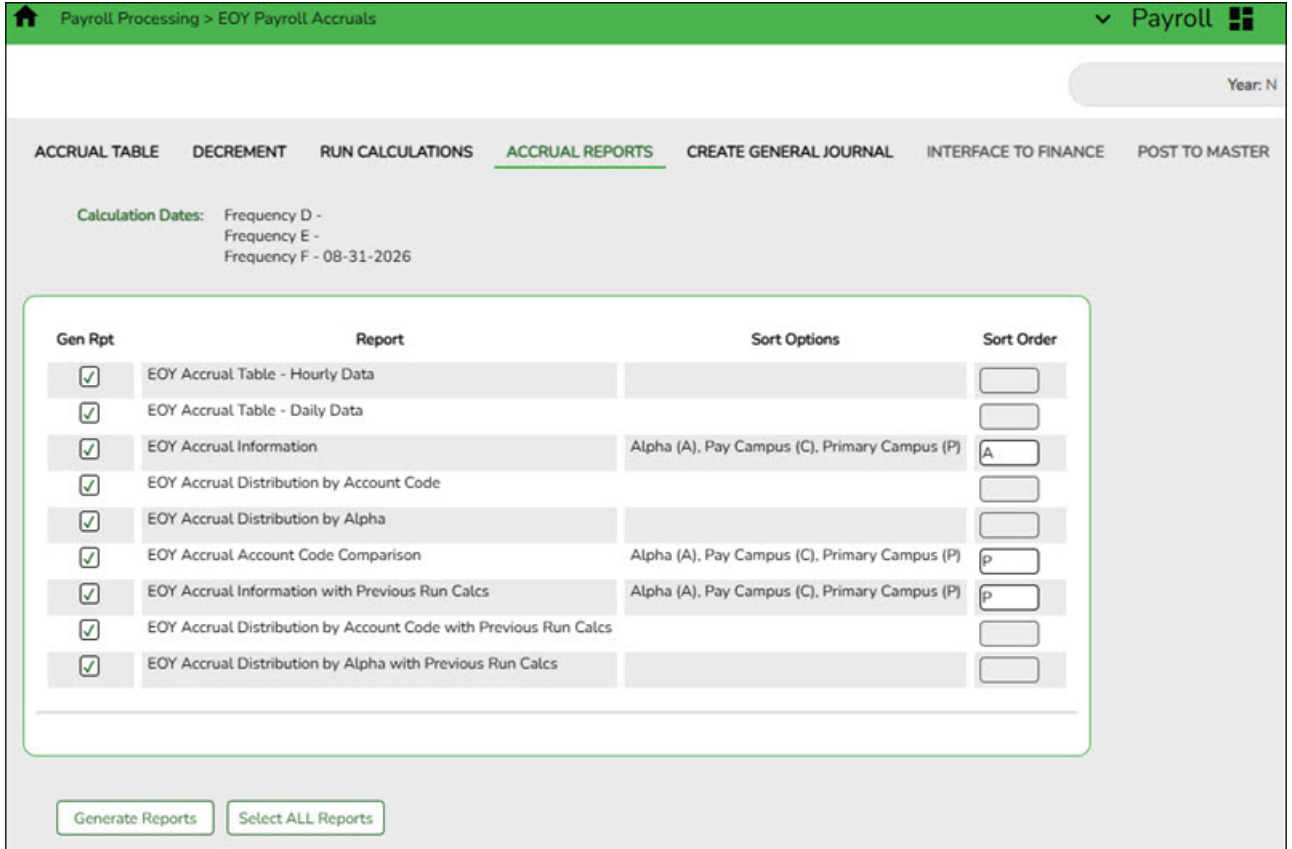 Payroll Processing > EOY Payroll Accruals Payroll
Year: N
ACCRUAL TABLE DECREMENT RUN CALCULATIONS ACCRUAL REPORTS CREATE GENERAL JOURNAL INTERFACE TO FINANCE POST TO MASTER
Calculation Dates: Frequency D -
Frequency E -
Frequency F - 08-31-2026
Gen Rpt Report Sort Options Sort Order
EOY Accrual Table - Hourly Data
EOY Accrual Table - Daily Data
EOY Accrual Information Alpha (A), Pay Campus (C), Primary Campus (P) A
EOY Accrual Distribution by Account Code
EOY Accrual Distribution by Alpha
EOY Accrual Account Code Comparison Alpha (A), Pay Campus (C), Primary Campus (P) P
EOY Accrual Information with Previous Run Calcs Alpha (A), Pay Campus (C), Primary Campus (P) P
EOY Accrual Distribution by Account Code with Previous Run Calcs
EOY Accrual Distribution by Alpha with Previous Run Calcs
Generate Reports Select ALL Reports